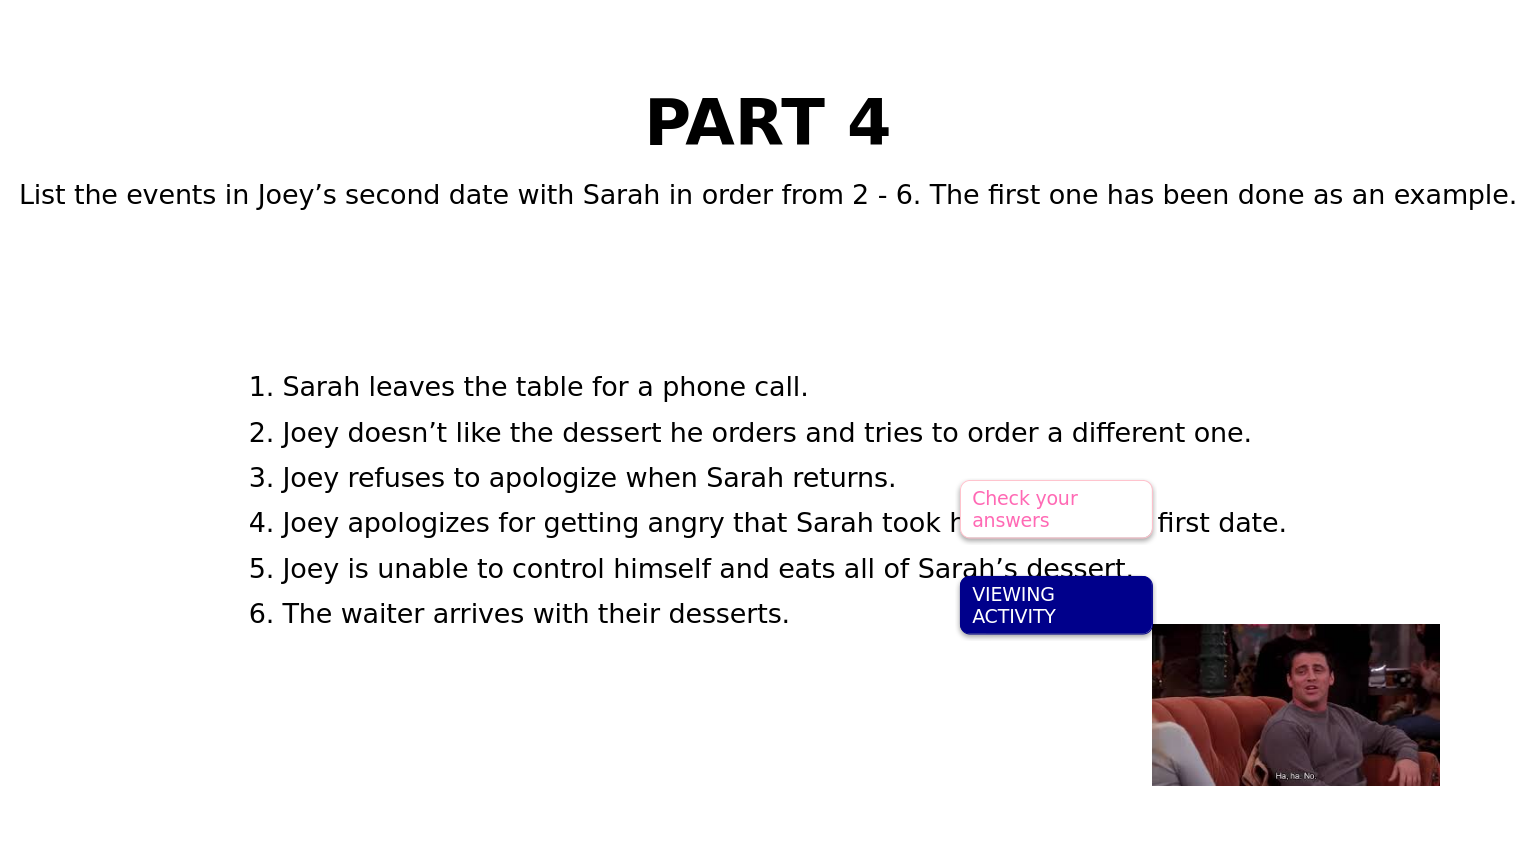 PART 4
List the events in Joey’s second date with Sarah in order from 2 - 6. The first one has been done as an example.
1. Sarah leaves the table for a phone call.
2. Joey doesn’t like the dessert he orders and tries to order a different one.
3. Joey refuses to apologize when Sarah returns.
Check your
answers
4. Joey apologizes for getting angry that Sarah took first date.
5. Joey is unable to control himself and eats all of Sarah’s dessert.
VIEWING
ACTIVITY
6. The waiter arrives with their desserts.
Ha, ha. No.